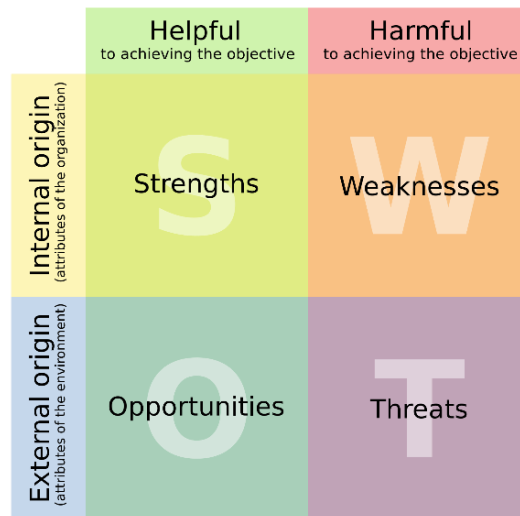 Helpful
to achieving the objective
Harmful
to achieving the objective
Internal origin
(attributes of the organization)
S
Strengths
W
Weaknesses
External origin
(attributes of the environment)
O
Opportunities
T
Threats